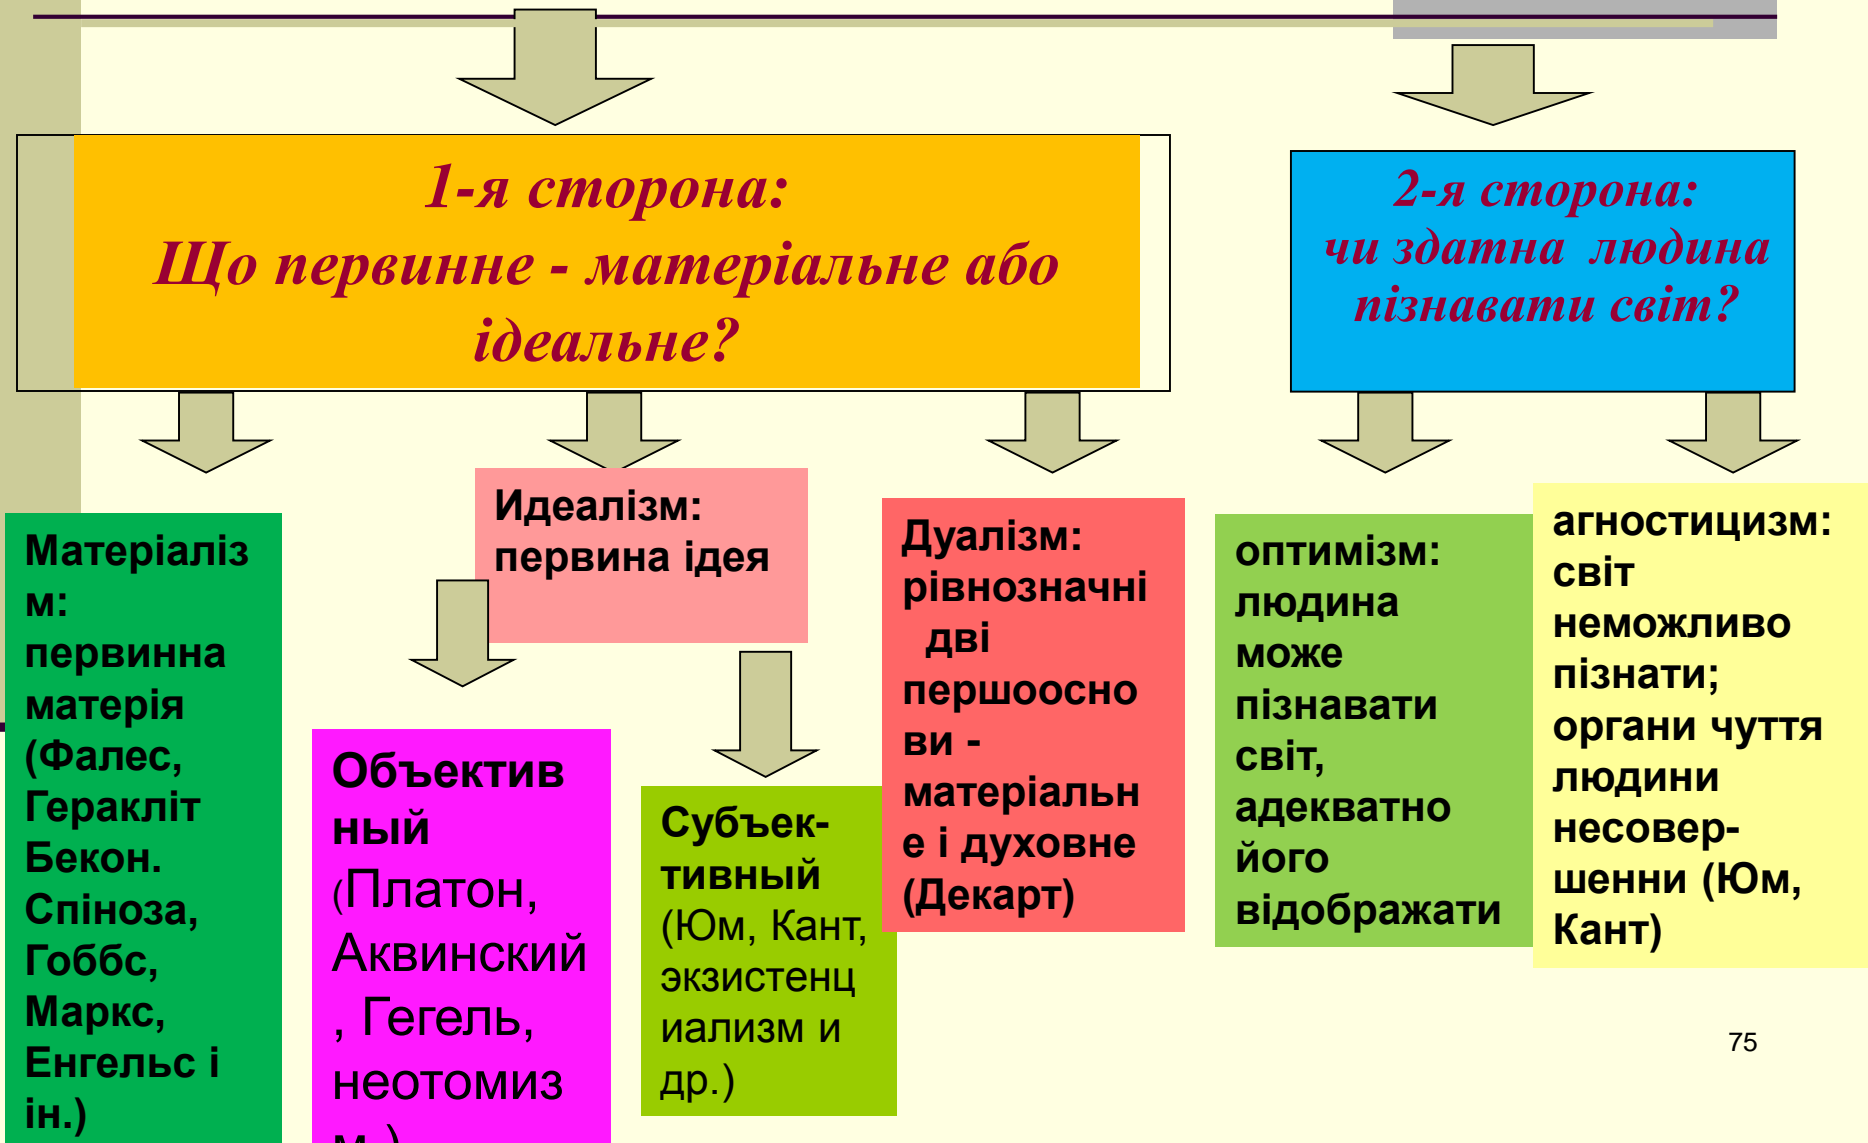 1-я сторона:
Що первинне - матеріальне або
ідеальне?
2-я сторона:
чи здатна людина
пізнавати світ?
Матеріаліз
м:
первинна
матерія
(Фалес,
Геракліт
Бекон.
Спіноза,
Гоббс,
Маркс,
Енгельс і
ін.)
Идеалізм:
первина ідея
Объектив
ный
(Платон,
Аквинский
, Гегель,
неотомиз
м.)
Субъек-
тивный
(Юм, Кант,
экзистенц
иализм и
др.)
Дуалізм:
рівнозначні
дві
першоосно
ви -
матеріальн
е і духовне
(Декарт)
оптимізм:
людина
може
пізнавати
світ,
адекватно
його
відображати
агностицизм:
світ
неможливо
пізнати;
органи чуття
людини
несовер-
шенни (Юм,
Кант)
75